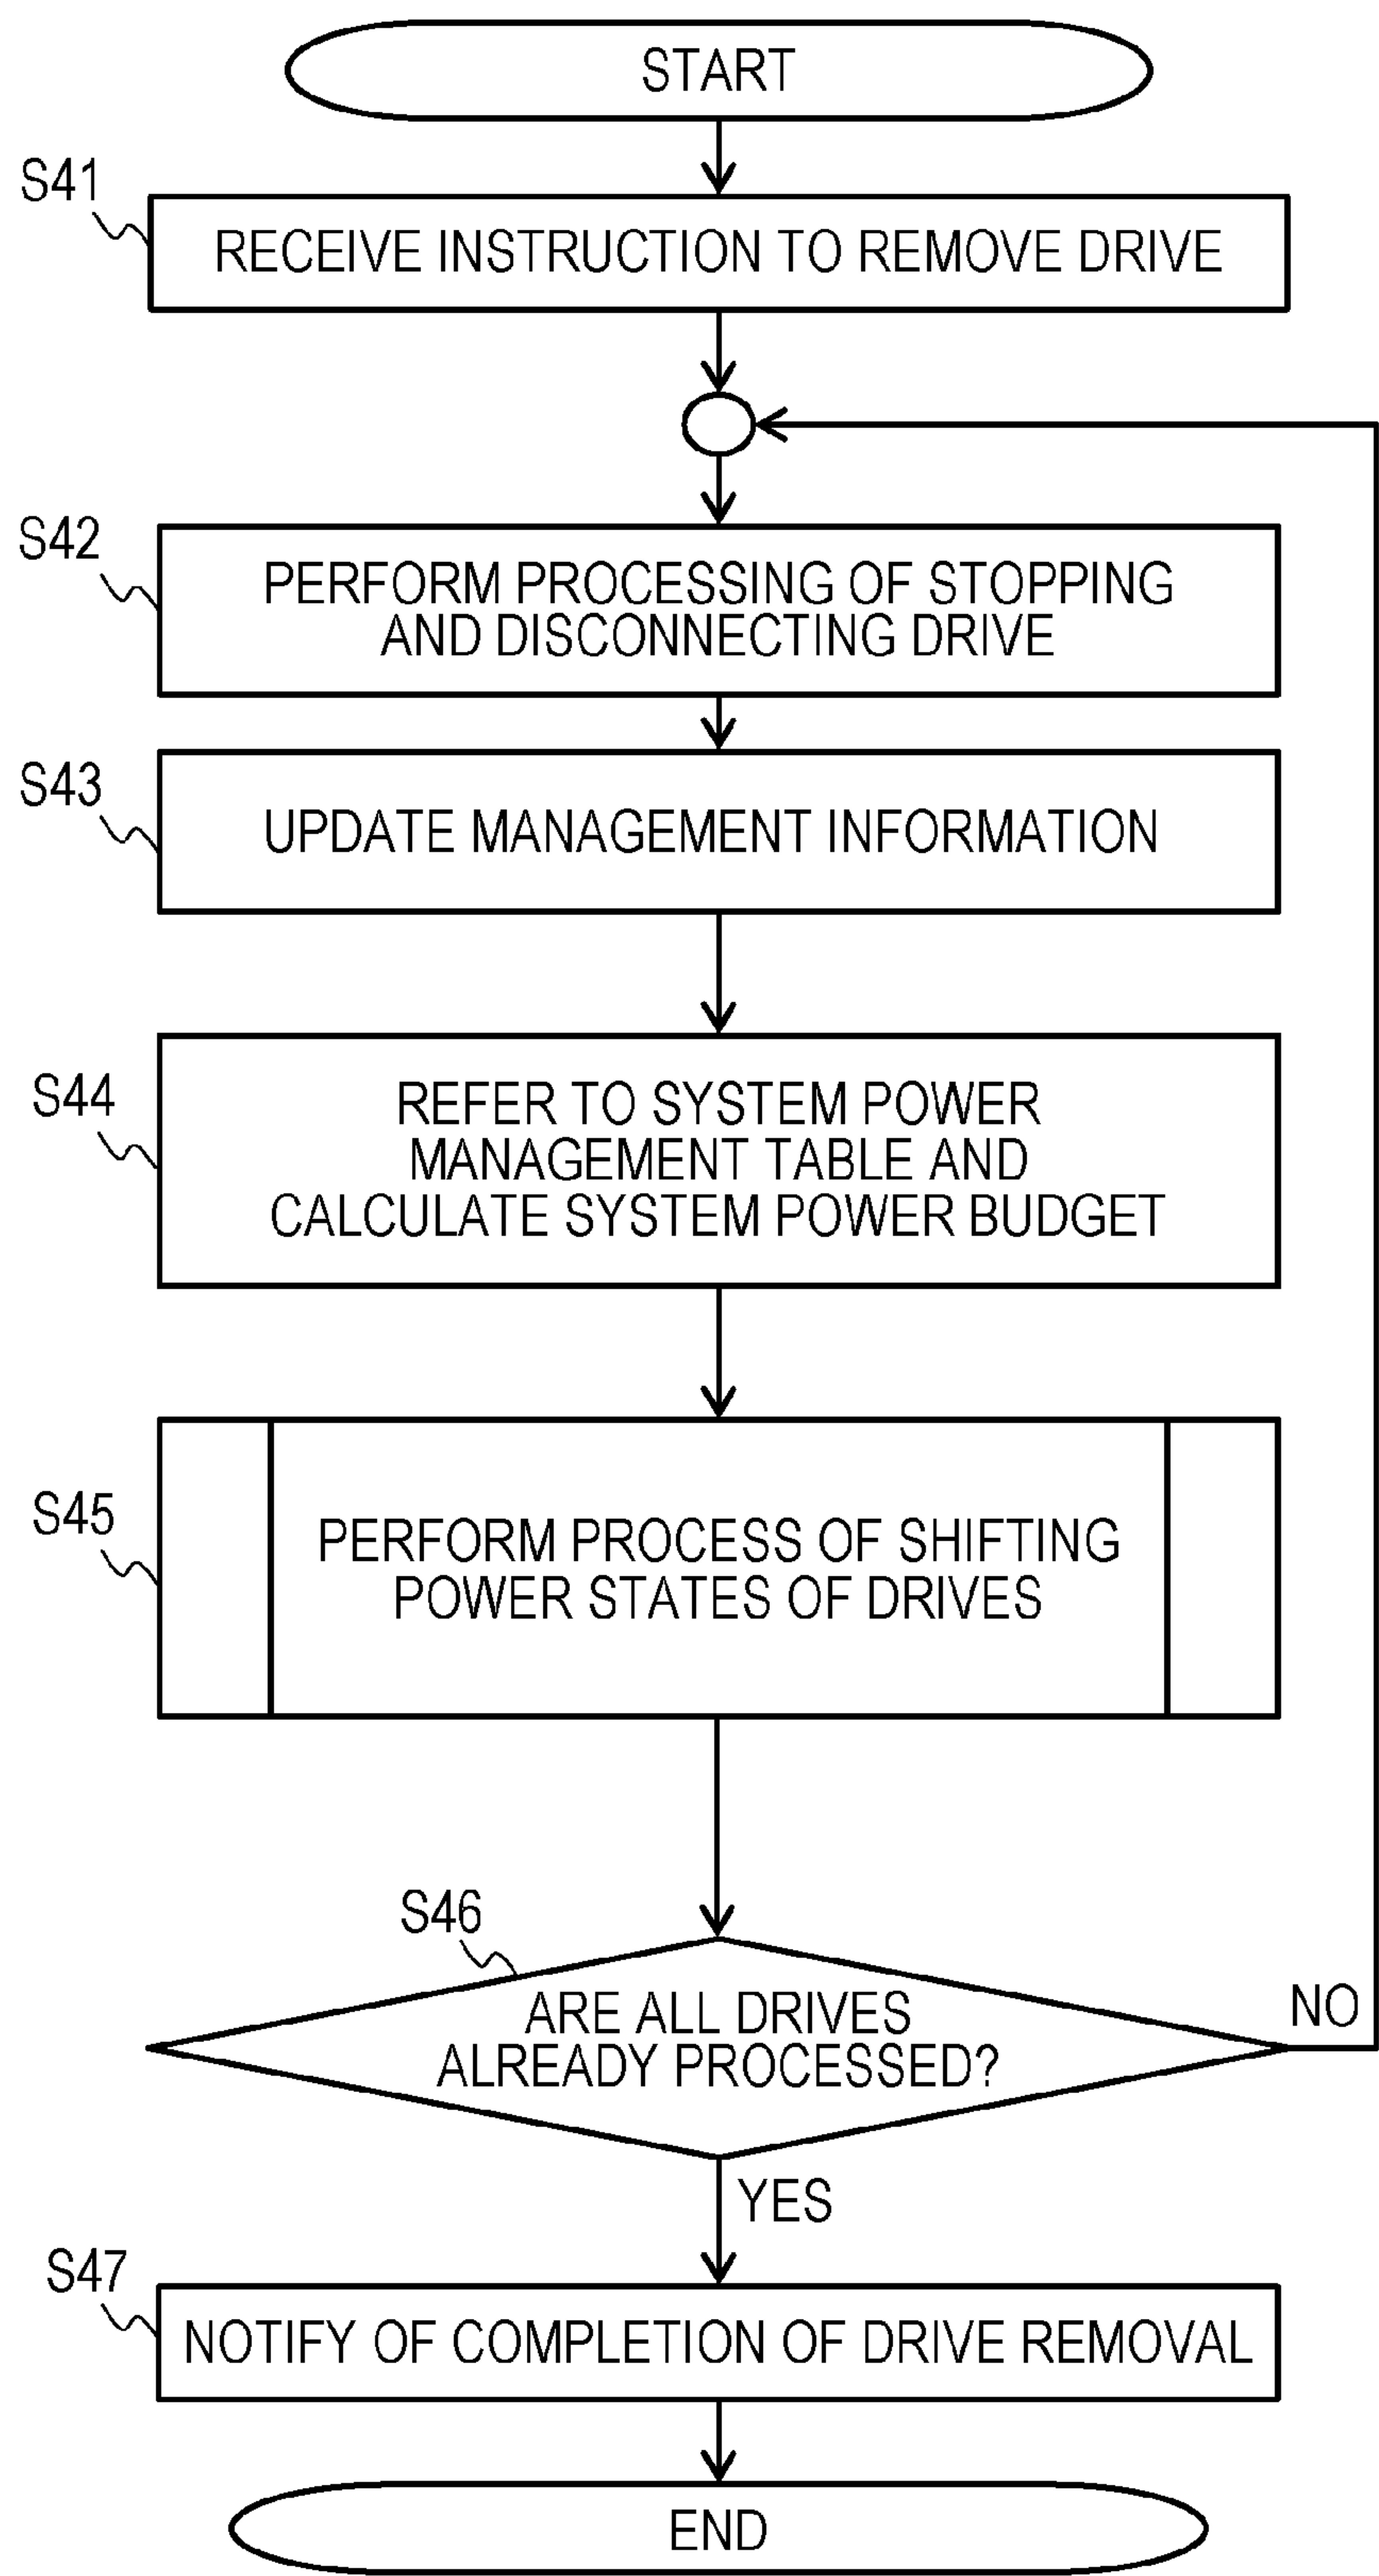 START
S41
RECEIVE INSTRUCTION TO REMOVE DRIVE
S42
PERFORM PROCESSING OF STOPPING
AND DISCONNECTING DRIVE
S43
UPDATE MANAGEMENT INFORMATION
S44
REFER TO SYSTEM POWER
MANAGEMENT TABLE AND
CALCULATE SYSTEM POWER BUDGET
S45
PERFORM PROCESS OF SHIFTING
POWER STATES OF DRIVES
S46
ARE ALL DRIVES
ALREADY PROCESSED?
NO
YES
S47
NOTIFY OF COMPLETION OF DRIVE REMOVAL
END